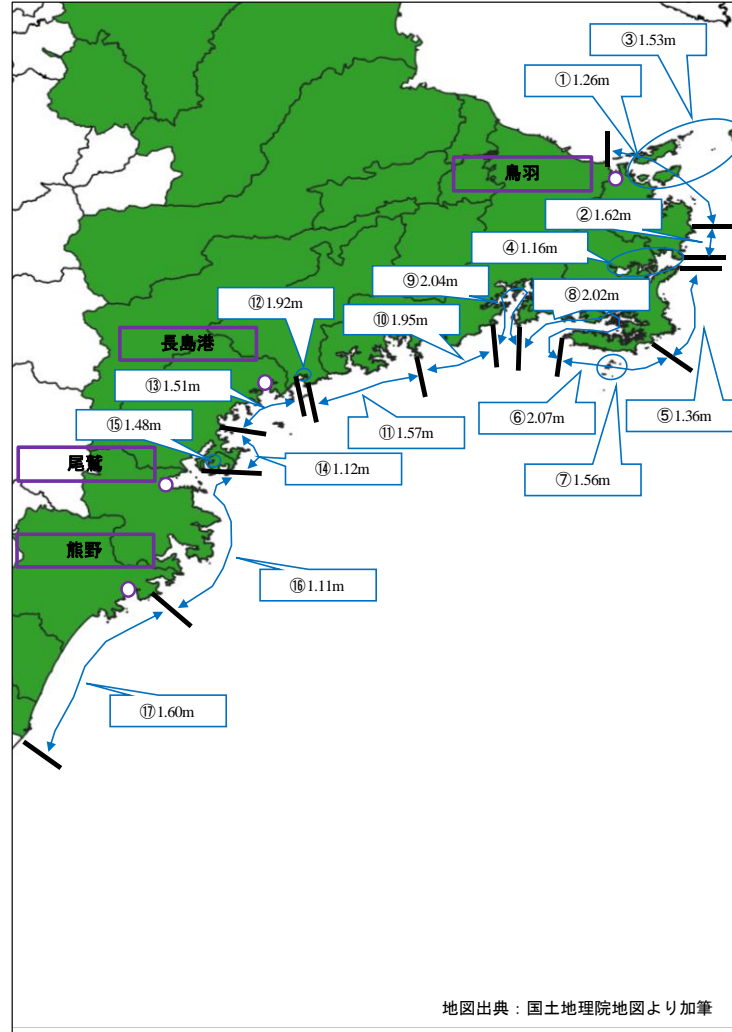 ③1.53m
①1.26m
鳥羽
②1.62m
④1.16m
⑨2.04m
⑧2.02m
⑫1.92m
⑩1.95m
長島港
⑬1.51m
⑥2.07m
⑤1.36m
⑮1.48m
⑪1.57m
尾鷲
⑭1.12m
⑦1.56m
熊野
⑯1.11m
⑰1.60m
地図出典：国土地理院地図より加筆